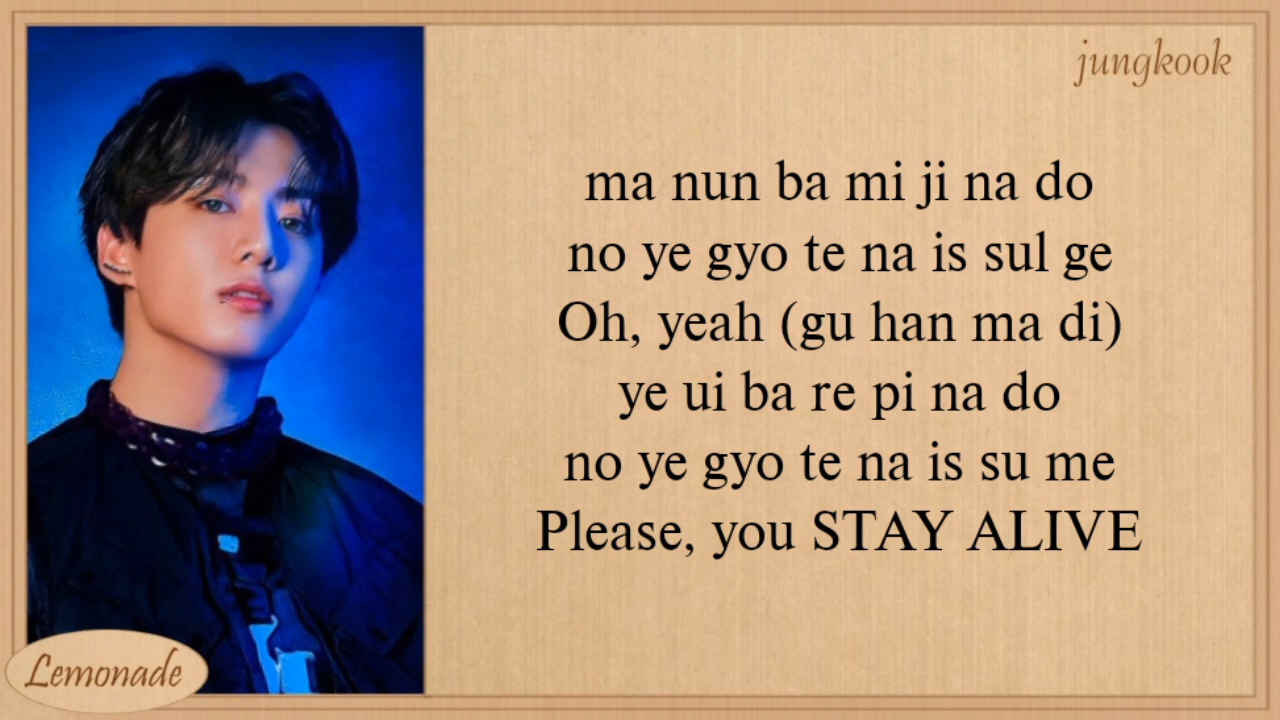 jungkook
ma nun ba mi ji na do
no ye gyo te na is sul ge
Oh, yeah (gu han ma di)
ye ui ba re pi na do
no ye gyo te na is su me
Please, you STAY ALIVE
Lemonade